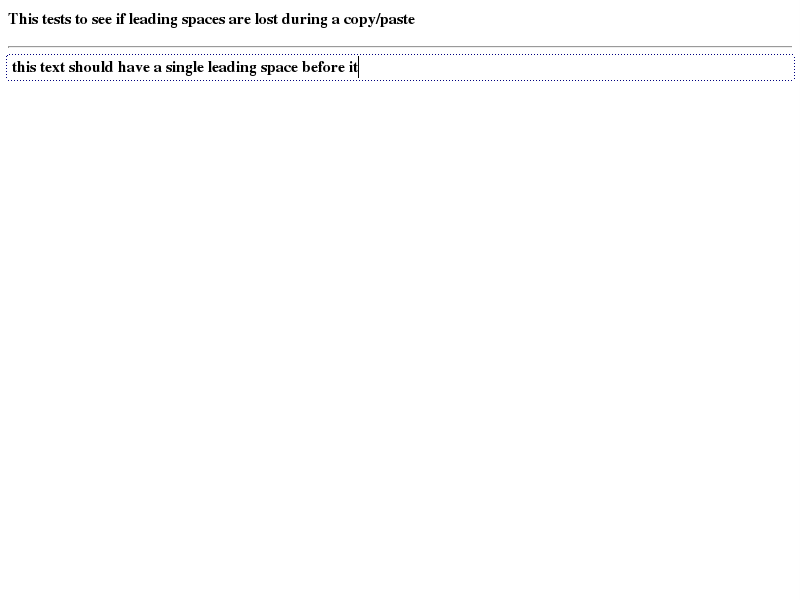 This tests to see if leading spaces are lost during a copy/paste
this text should have a single leading space before it